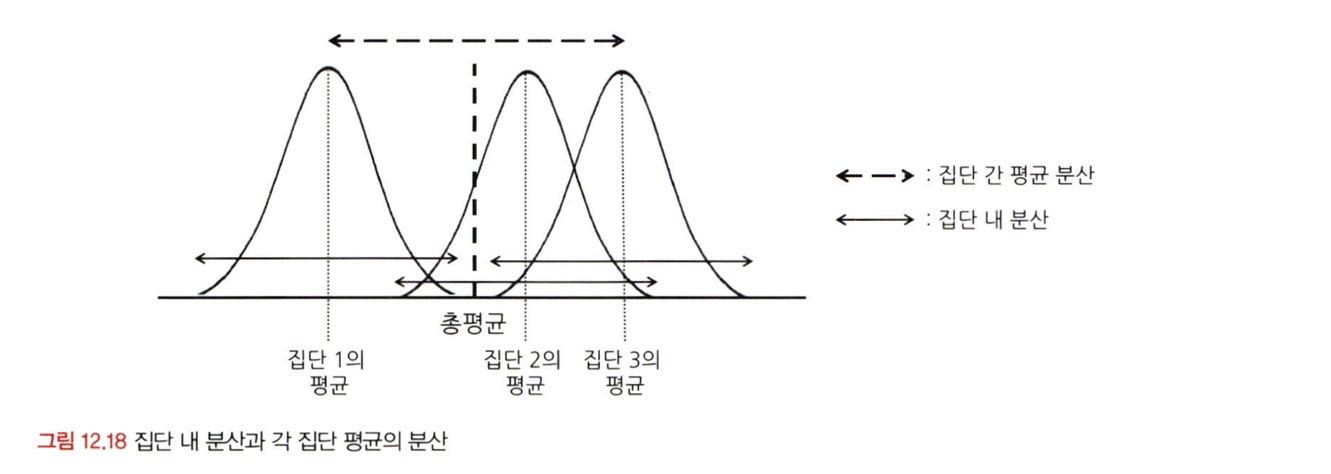 : 집단 간 평균 분산
: 집단 내 분산
총평균
집단 1의
평균
집단 2의
평균
집단 3의
평균
그림 12.18 집단 내 분산과 각 집단 평균의 분산